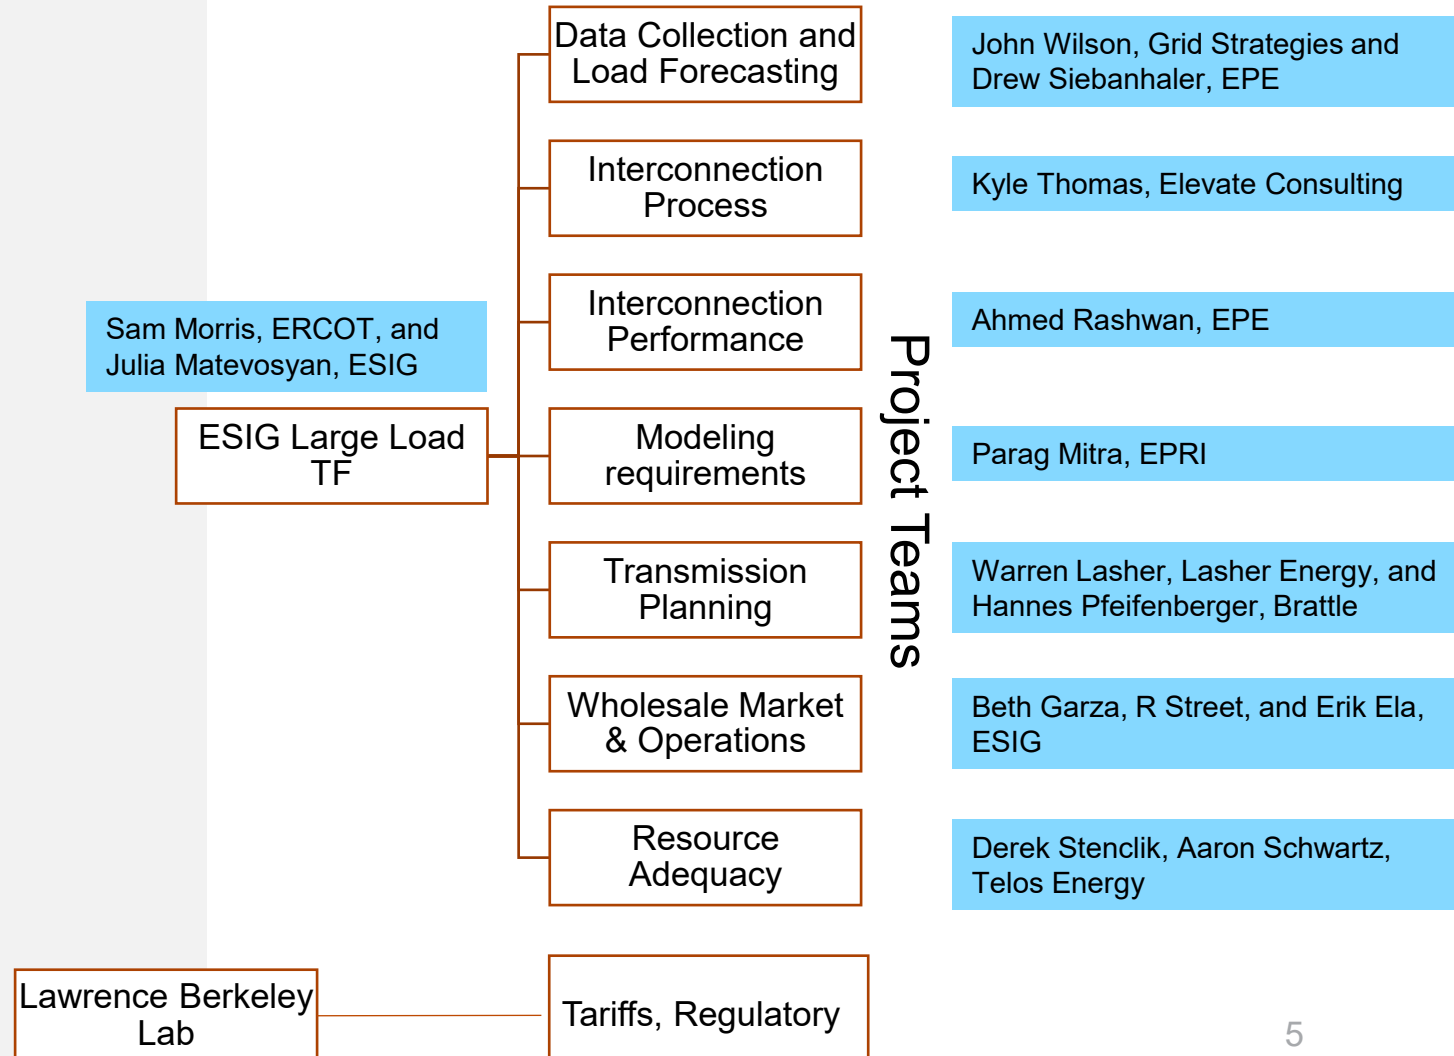 Data Collection and
Load Forecasting
John Wilson, Grid Strategies and
Drew Siebanhaler, EPE
Interconnection
Process
Kyle Thomas, Elevate Consulting
Interconnection
Performance
Ahmed Rashwan, EPE
Sam Morris, ERCOT, and
Julia Matevosyan, ESIG
ESIG Large Load
TF
Modeling
requirements
Parag Mitra, EPRI
Project Teams
Transmission
Planning
Warren Lasher, Lasher Energy, and
Hannes Pfeifenberger, Brattle
Wholesale Market
& Operations
Beth Garza, R Street, and Erik Ela,
ESIG
Resource
Adequacy
Derek Stenclik, Aaron Schwartz,
Telos Energy
Lawrence Berkeley
Lab
Tariffs, Regulatory
5